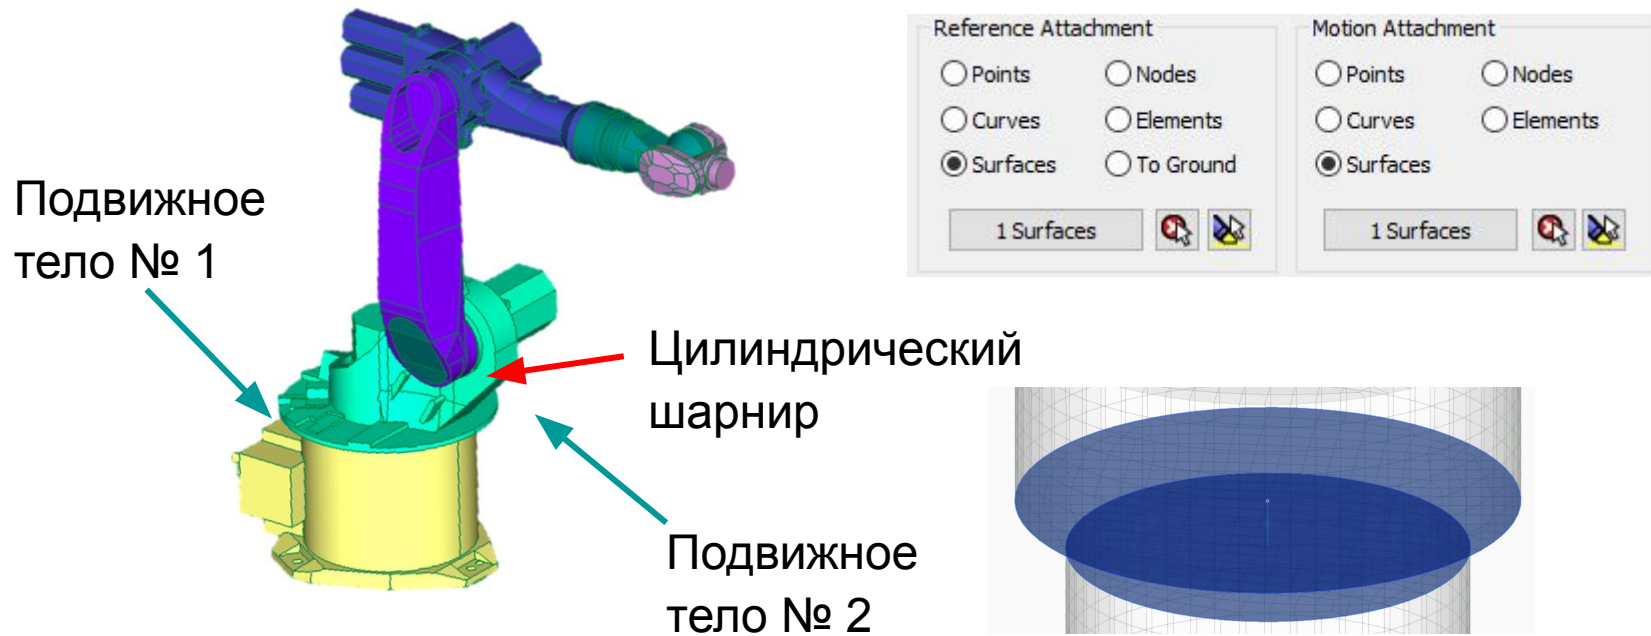 Reference Attachment
Points
Nodes
Curves
Elements
Surfaces
To Ground
1 Surfaces
Motion Attachment
Points
Nodes
Curves
Elements
Surfaces
1 Surfaces
Подвижное
тело № 1
Цилиндрический
шарнир
Подвижное
тело № 2